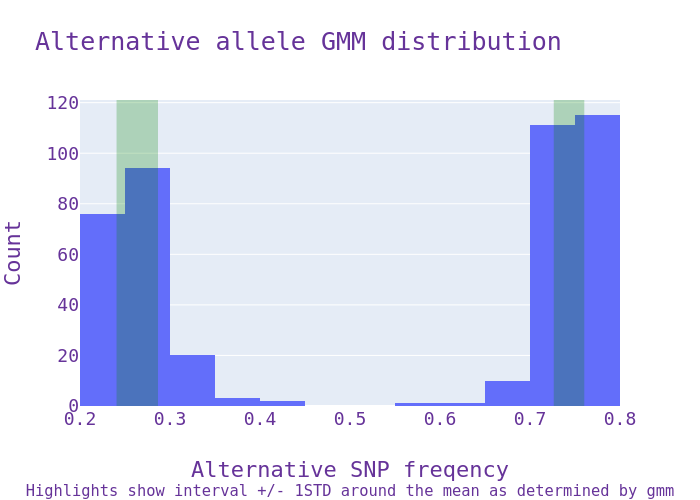 Alternative allele GMM distribution
120
100
80
60
40
20
0
Count
0.2 0.3 0.4 0.5 0.6 0.7 0.8
Alternative SNP freqency
Highlights show interval +/- 1STD around the mean as determined by gmm